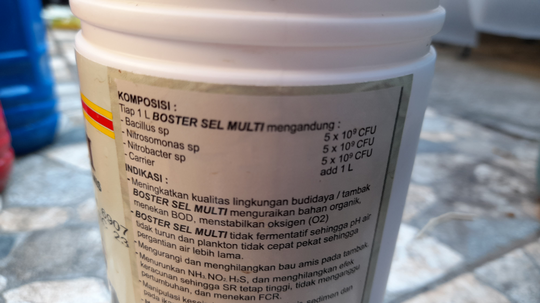 KOMPOSISI :
Tiap 1 L BOSTER SEL MULTI mengandung :
- Bacillus sp 5 x 10⁹ CFU
- Nitrosomonas sp 5 x 10⁹ CFU
- Nitrobacter sp 5 x 10⁹ CFU
- Carrier add 1 L
INDIKASI :
- Meningkatkan kualitas lingkungan budidaya / tambak
BOSTER SEL MULTI menguraikan bahan organik,
menekan BOD, menstabilkan oksigen (O2)
- BOSTER SEL MULTI tidak fermentatif sehingga pH air
tidak turun dan plankton tidak cepat pekat sehingga
pergantian air lebih lama.
- Mengurangi dan menghilangkan bau amis pada tambak.
- Menurunkan NH₃ NO₂ H₂S, dan menghilangkan efek
keracunan sehingga SR tetap tinggi, tidak mengganggu
pertumbuhan, dan menekan FCR.